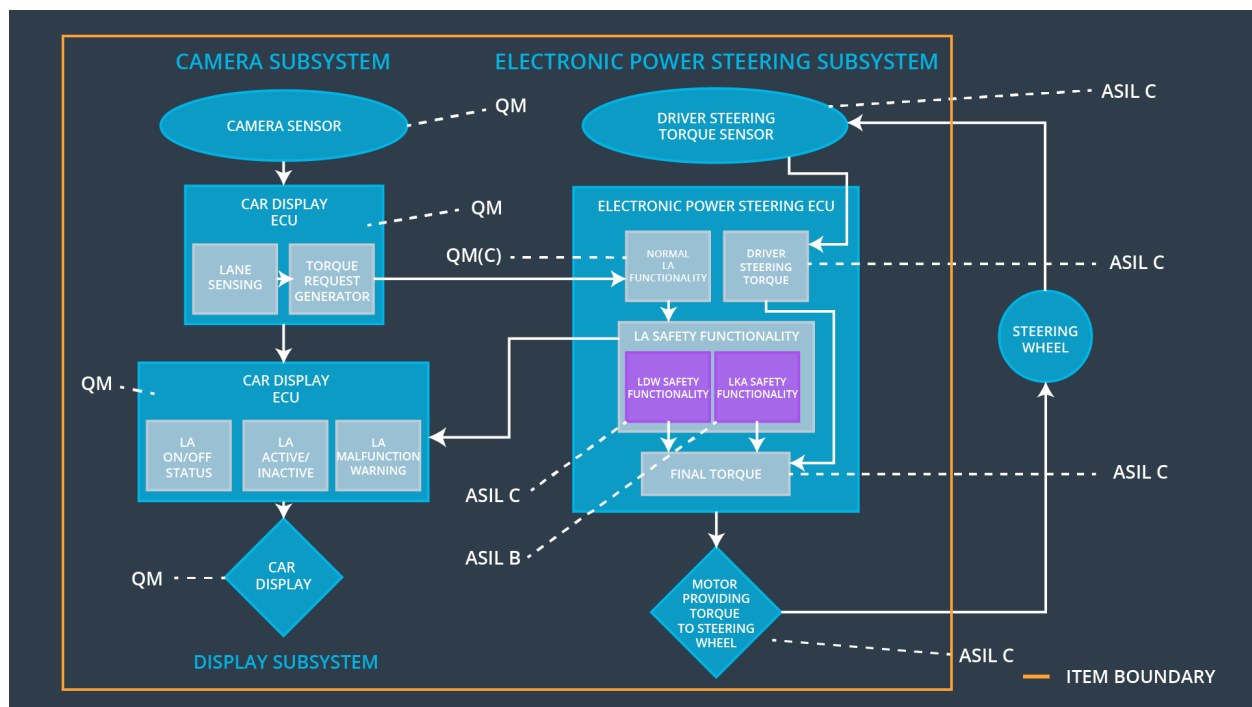 CAMERA SUBSYSTEM
ELECTRONIC POWER STEERING SUBSYSTEM
CAMERA SENSOR
QM
DRIVER STEERING
TORQUE SENSOR
ASIL C
CAR DISPLAY
ECU
QM
LANE
SENSING
TORQUE
REQUEST
GENERATOR
ELECTRONIC POWER STEERING ECU
QM(C)
NORMAL
LA
FUNCTIONALITY
DRIVER
STEERING
TORQUE
ASIL C
STEERING
WHEEL
LA SAFETY FUNCTIONALITY
LDW SAFETY
FUNCTIONALITY
LKA SAFETY
FUNCTIONALITY
QM
CAR DISPLAY
ECU
LA
ON/OFF
STATUS
LA
ACTIVE/
INACTIVE
LA
MALFUNCTION
WARNING
FINAL TORQUE
ASIL C
ASIL C
ASIL B
QM
CAR
DISPLAY
MOTOR
PROVIDING
TORQUE
TO STEERING
WHEEL
ASIL C
DISPLAY SUBSYSTEM
ITEM BOUNDARY